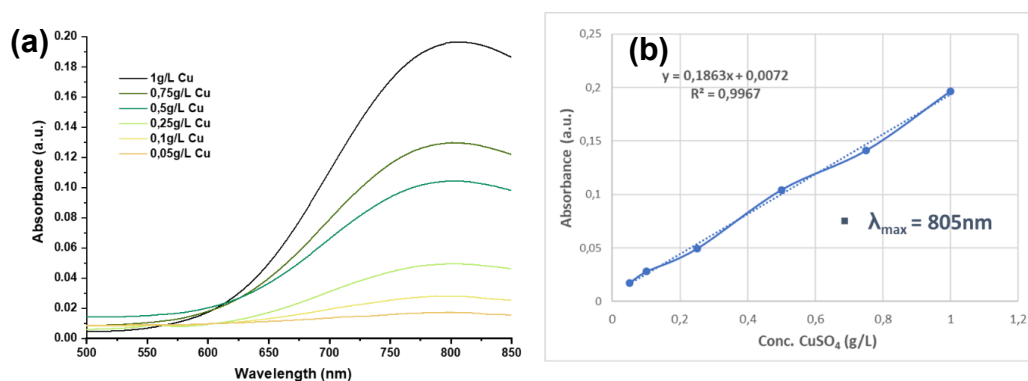 (a)
0.20
0.18
0.16
0.14
0.12
0.10
0.08
0.06
0.04
0.02
0.00
Absorbance (a.u.)
1g/L Cu
0,75g/L Cu
0,5g/L Cu
0,25g/L Cu
0,1g/L Cu
0,05g/L Cu
500 550 600 650 700 750 800 850
Wavelength (nm)
(b)
0,25
0,2
0,15
0,1
0,05
0
Absorbance (a.u.)
y = 0,1863x + 0,0072
R² = 0,9967
λmax = 805nm
0 0,2 0,4 0,6 0,8 1
Conc. CuSO₄ (g/L)